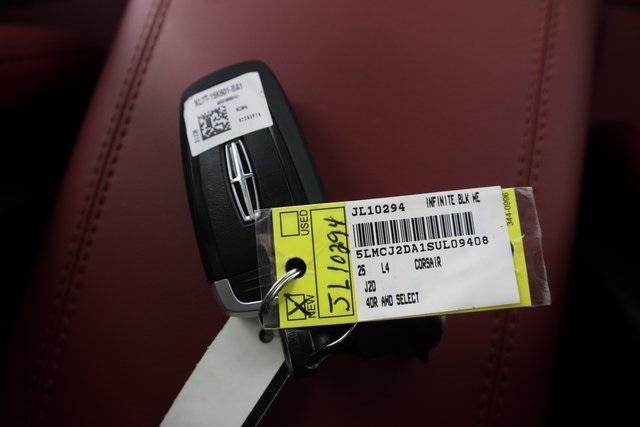 KL7T-15K601-BA1
JL10294 INFINITE BLK ME
5LMCJ2DA1SUL09408
25 L4 CORSAIR
J2D
4DR AWD SELECT
USED
NEW
JL10294
344-0996